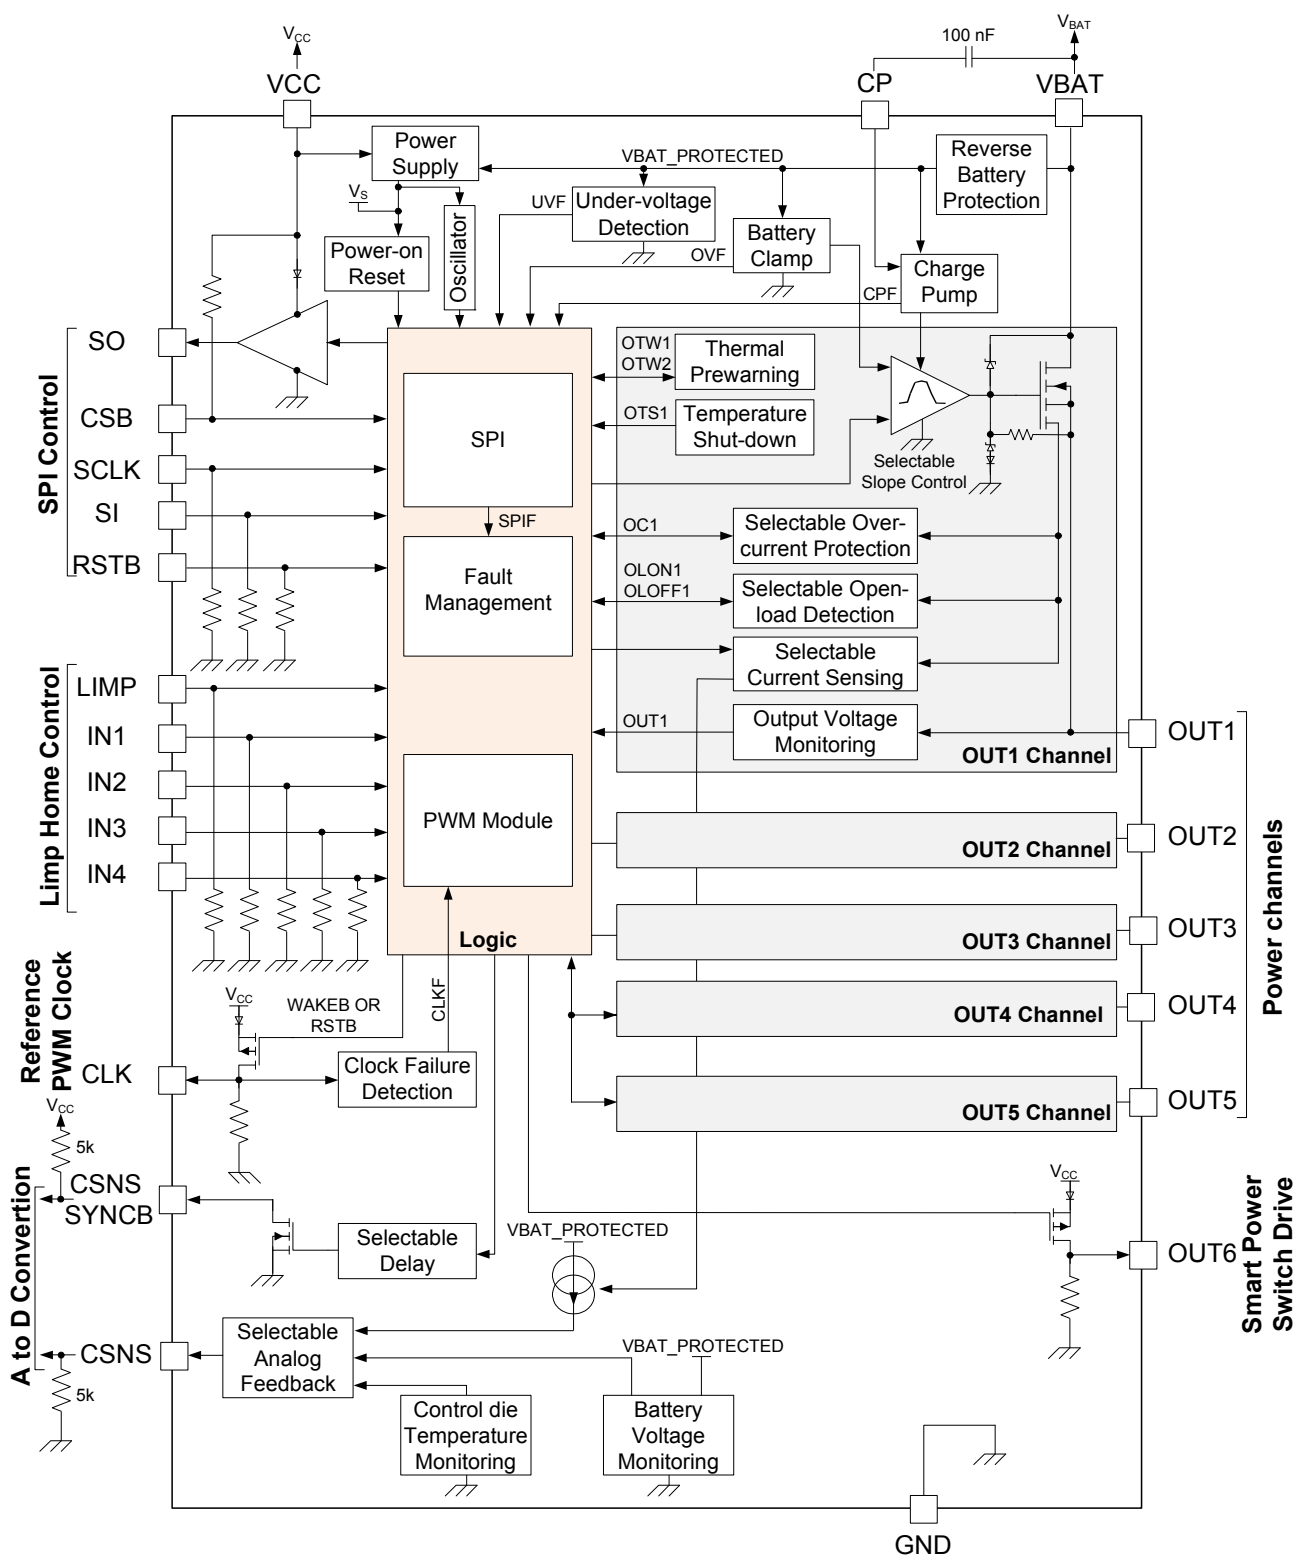 VCC
100 nF
VBAT
VCC
CP
VBAT
Power
Supply
VBAT_PROTECTED
Reverse
Battery
Protection
VS
UVF
Under-voltage
Detection
Oscillator
Power-on
Reset
OVF
Battery
Clamp
Charge
Pump
CPF
SPI Control
SO
CSB
SCLK
SI
RSTB
SPI
SPIF
Fault
Management
OTW1
OTW2
Thermal
Prewarning
OTS1
Temperature
Shut-down
Selectable
Slope Control
OC1
Selectable Over-
current Protection
OLON1
OLOFF1
Selectable Open-
load Detection
Selectable
Current Sensing
OUT1
Output Voltage
Monitoring
OUT1 Channel
Limp Home Control
LIMP
IN1
IN2
IN3
IN4
PWM Module
Logic
OUT2 Channel
OUT3 Channel
OUT4 Channel
OUT5 Channel
OUT1
OUT2
OUT3
OUT4
OUT5
Power channels
Reference
PWM Clock
CLK
VCC
WAKEB OR
RSTB
CLKF
Clock Failure
Detection
VCC
5k
A to D Convertion
CSNS
SYNCB
Selectable
Delay
VBAT_PROTECTED
VCC
OUT6
Smart Power
Switch Drive
CSNS
5k
Selectable
Analog
Feedback
VBAT_PROTECTED
Control die
Temperature
Monitoring
Battery
Voltage
Monitoring
GND